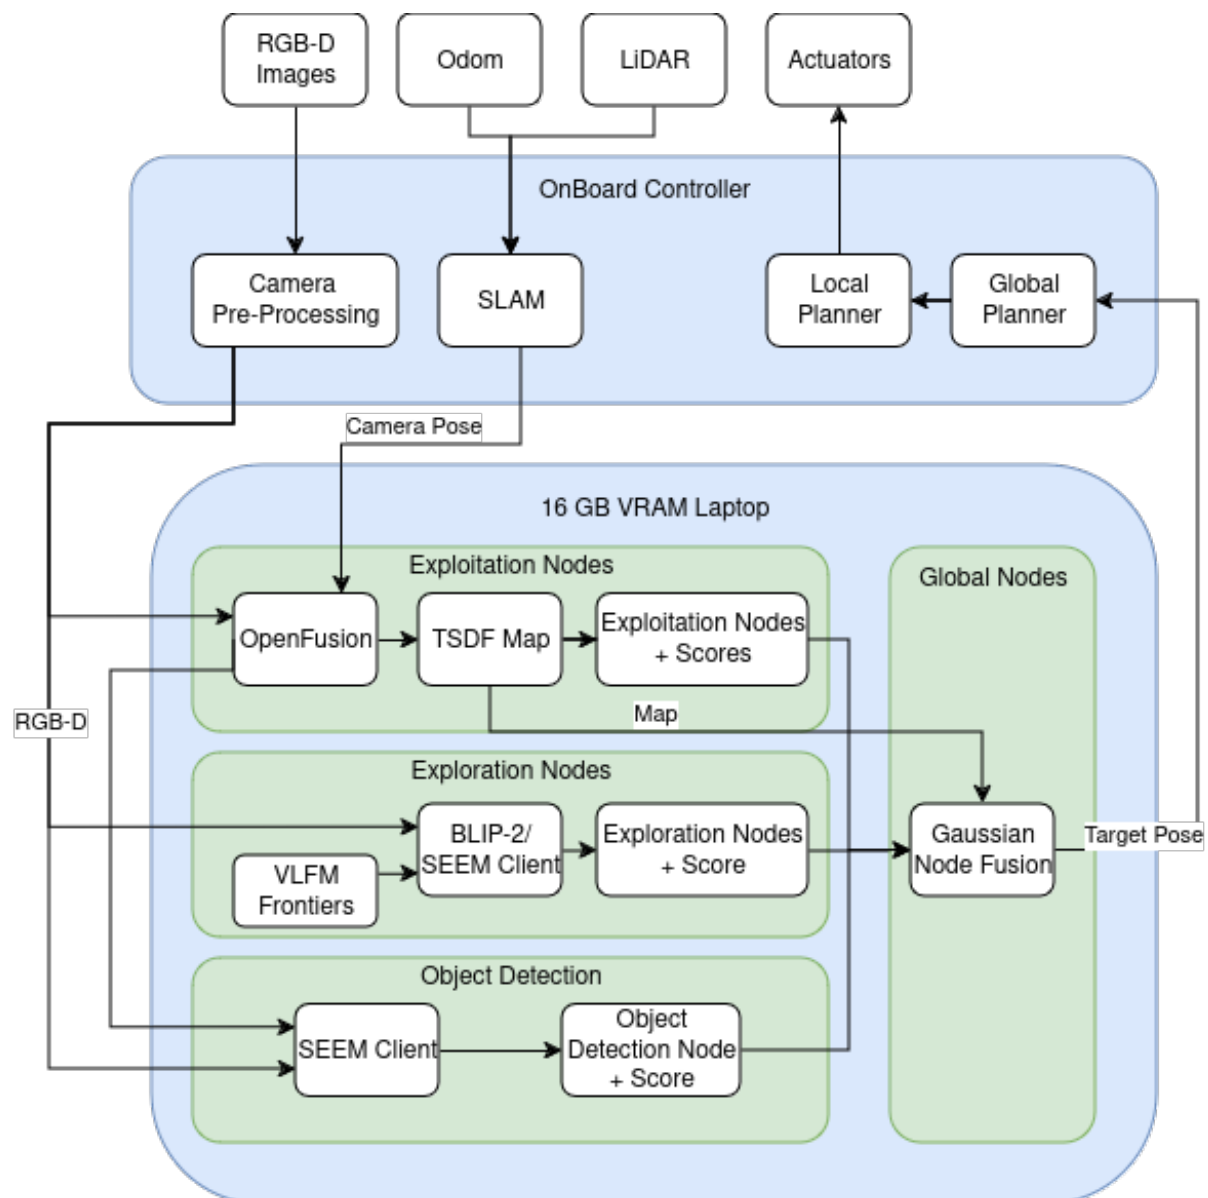 RGB-D
Images
Odom
LiDAR
Actuators
OnBoard Controller
Camera
Pre-Processing
SLAM
Local
Planner
Global
Planner
Camera Pose
16 GB VRAM Laptop
Exploitation Nodes
Global Nodes
OpenFusion
TSDF Map
Exploitation Nodes
+ Scores
RGB-D
Map
Exploration Nodes
BLIP-2/
SEEM Client
Exploration Nodes
+ Score
VLFM
Frontiers
Gaussian
Node Fusion
Target Pose
Object Detection
SEEM Client
Object
Detection Node
+ Score